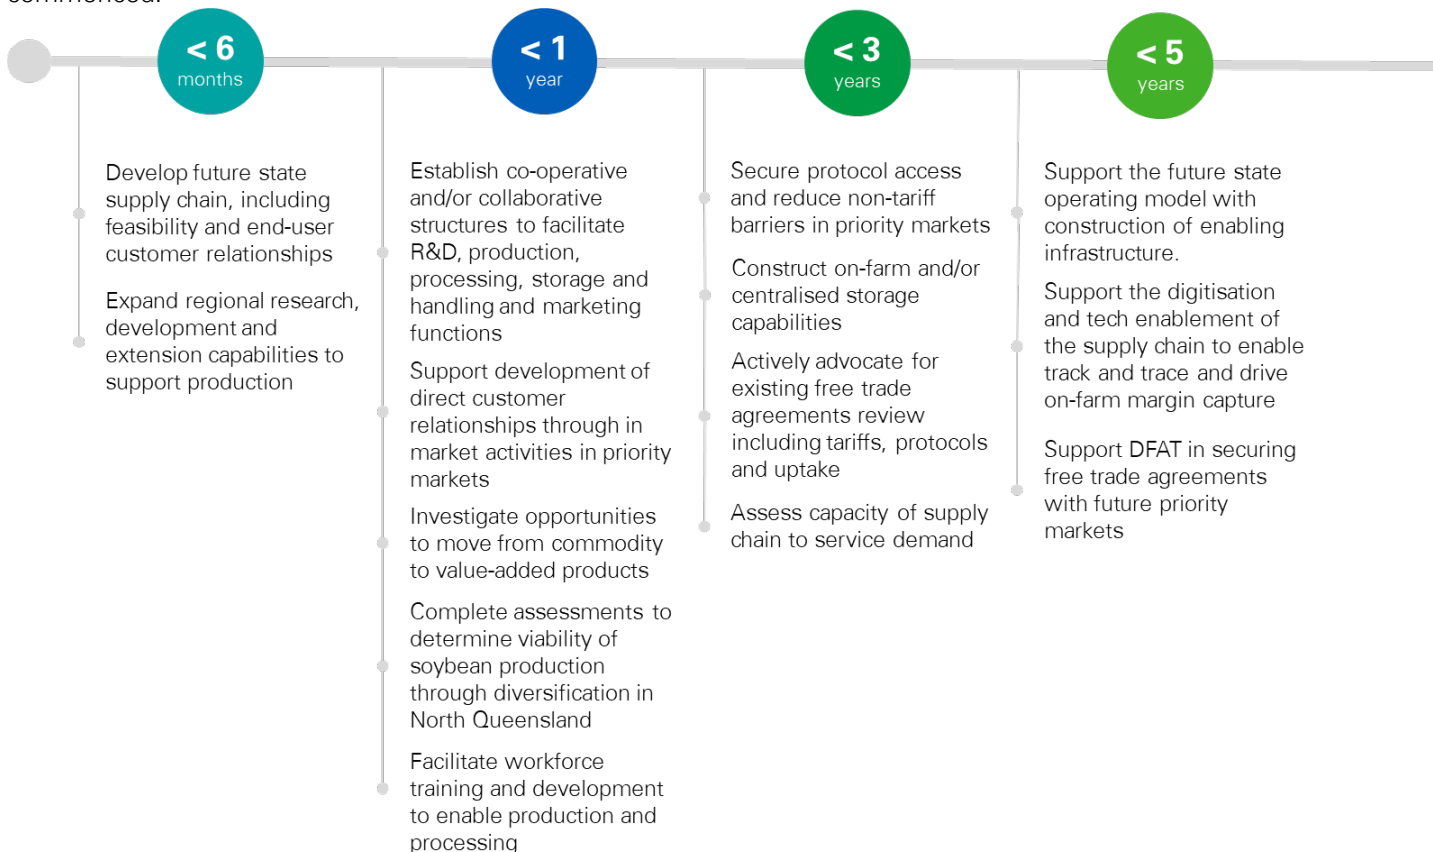 commenced.
< 6
months
Develop future state
supply chain, including
feasibility and end-user
customer relationships
Expand regional research,
development and
extension capabilities to
support production
< 1
year
Establish co-operative
and/or collaborative
structures to facilitate
R&D, production,
processing, storage and
handling and marketing
functions
Support development of
direct customer
relationships through in
market activities in priority
markets
Investigate opportunities
to move from commodity
to value-added products
Complete assessments to
determine viability of
soybean production
through diversification in
North Queensland
Facilitate workforce
training and development
to enable production and
processing
< 3
years
Secure protocol access
and reduce non-tariff
barriers in priority markets
Construct on-farm and/or
centralised storage
capabilities
Actively advocate for
existing free trade
agreements review
including tariffs, protocols
and uptake
Assess capacity of supply
chain to service demand
< 5
years
Support the future state
operating model with
construction of enabling
infrastructure.
Support the digitisation
and tech enablement of
the supply chain to enable
track and trace and drive
on-farm margin capture
Support DFAT in securing
free trade agreements
with future priority
markets